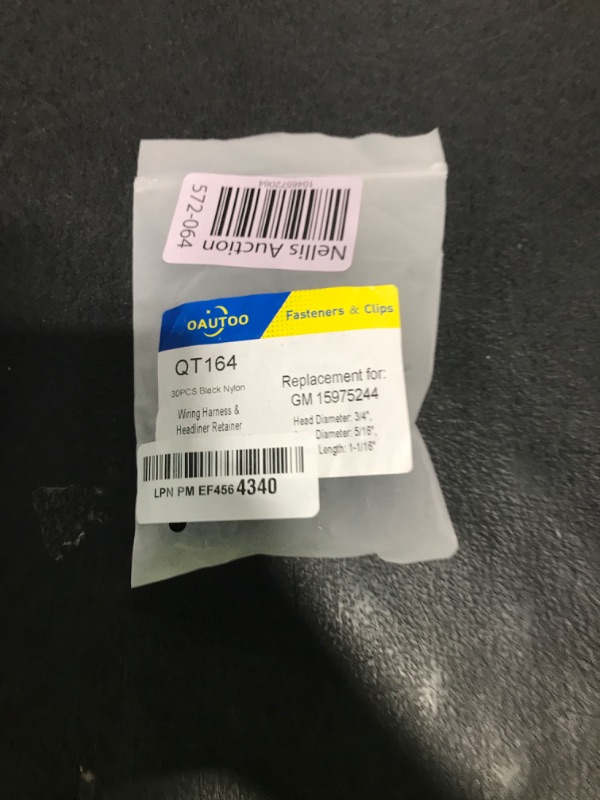 1046572064
572-064
Nellis Auction
OAUTOO
Fasteners & Clips
QT164
30PCS Black Nylon
Wiring Harness &
Headliner Retainer
Replacement for:
GM 15975244
Head Diameter: 3/4",
Diameter: 5/16",
Length: 1-1/16"
LPN PM EF456 4340